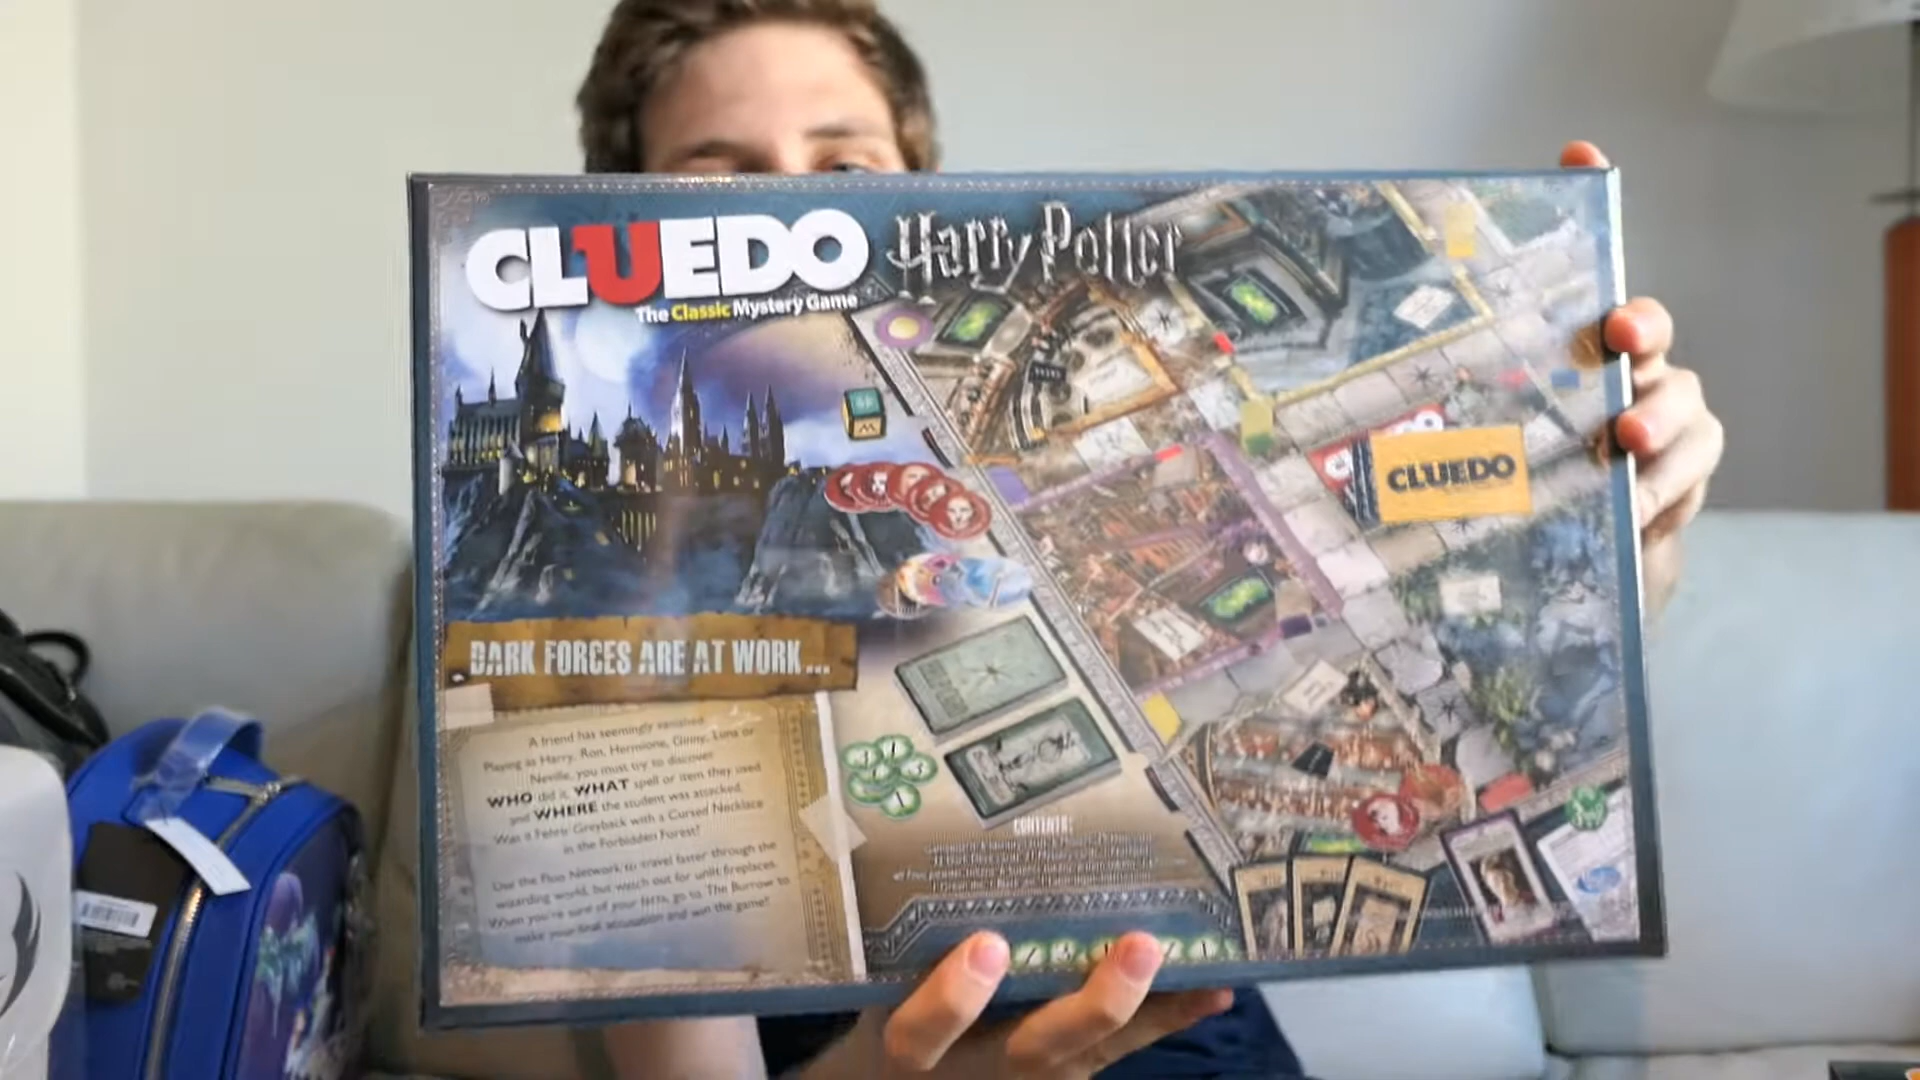 CLUEDO Harry Potter
The Classic Mystery Game
CLUEDO
DARK FORCES ARE AT WORK...
A friend has seemingly vanished.
Playing as Harry, Ron, Hermione, Ginny, Luna or
Neville, you must try to discover
WHO did it, WHAT spell or item they used
and WHERE the student was attacked.
Was it Fenrir Greyback with a Cursed Necklace
in the Forbidden Forest?
Use the Floo Network to travel faster through the
wizarding world, but watch out for unlit fireplaces.
When you're sure of your facts, go to The Burrow to
make your final accusation and win the game!
CONTENTS: